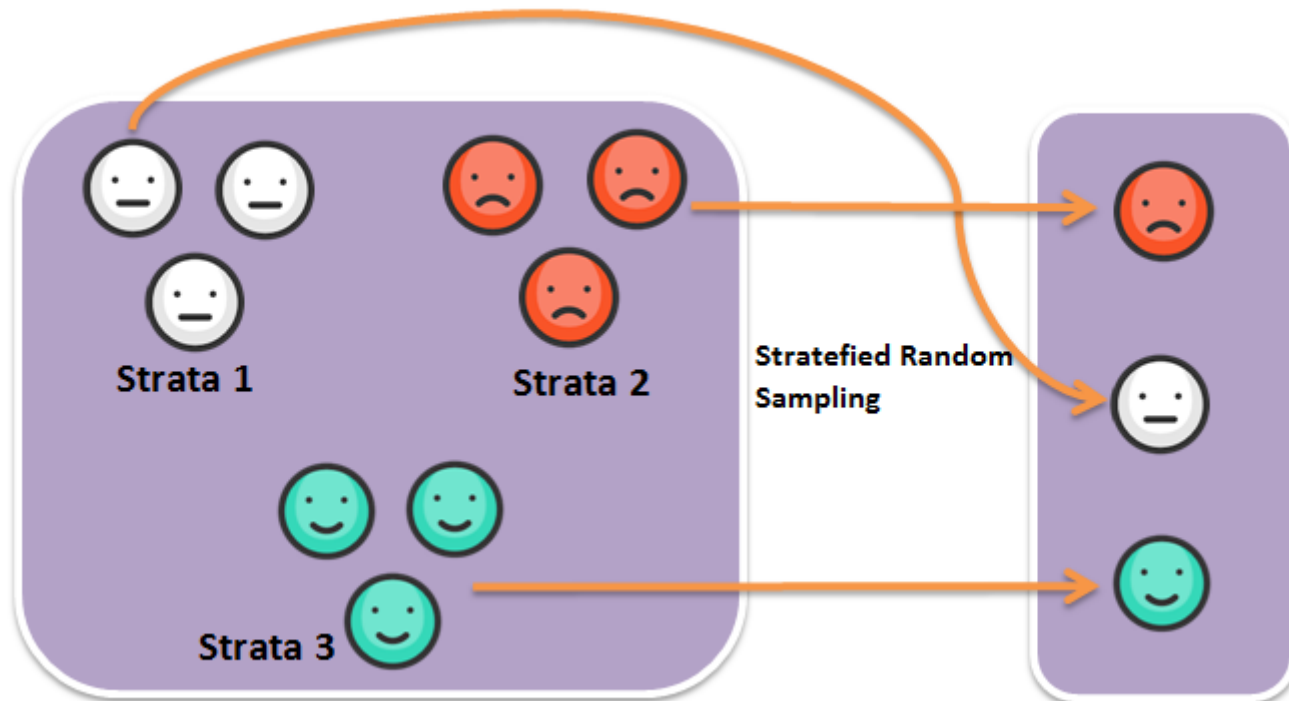 Strata 1
Strata 2
Stratefied Random
Sampling
Strata 3